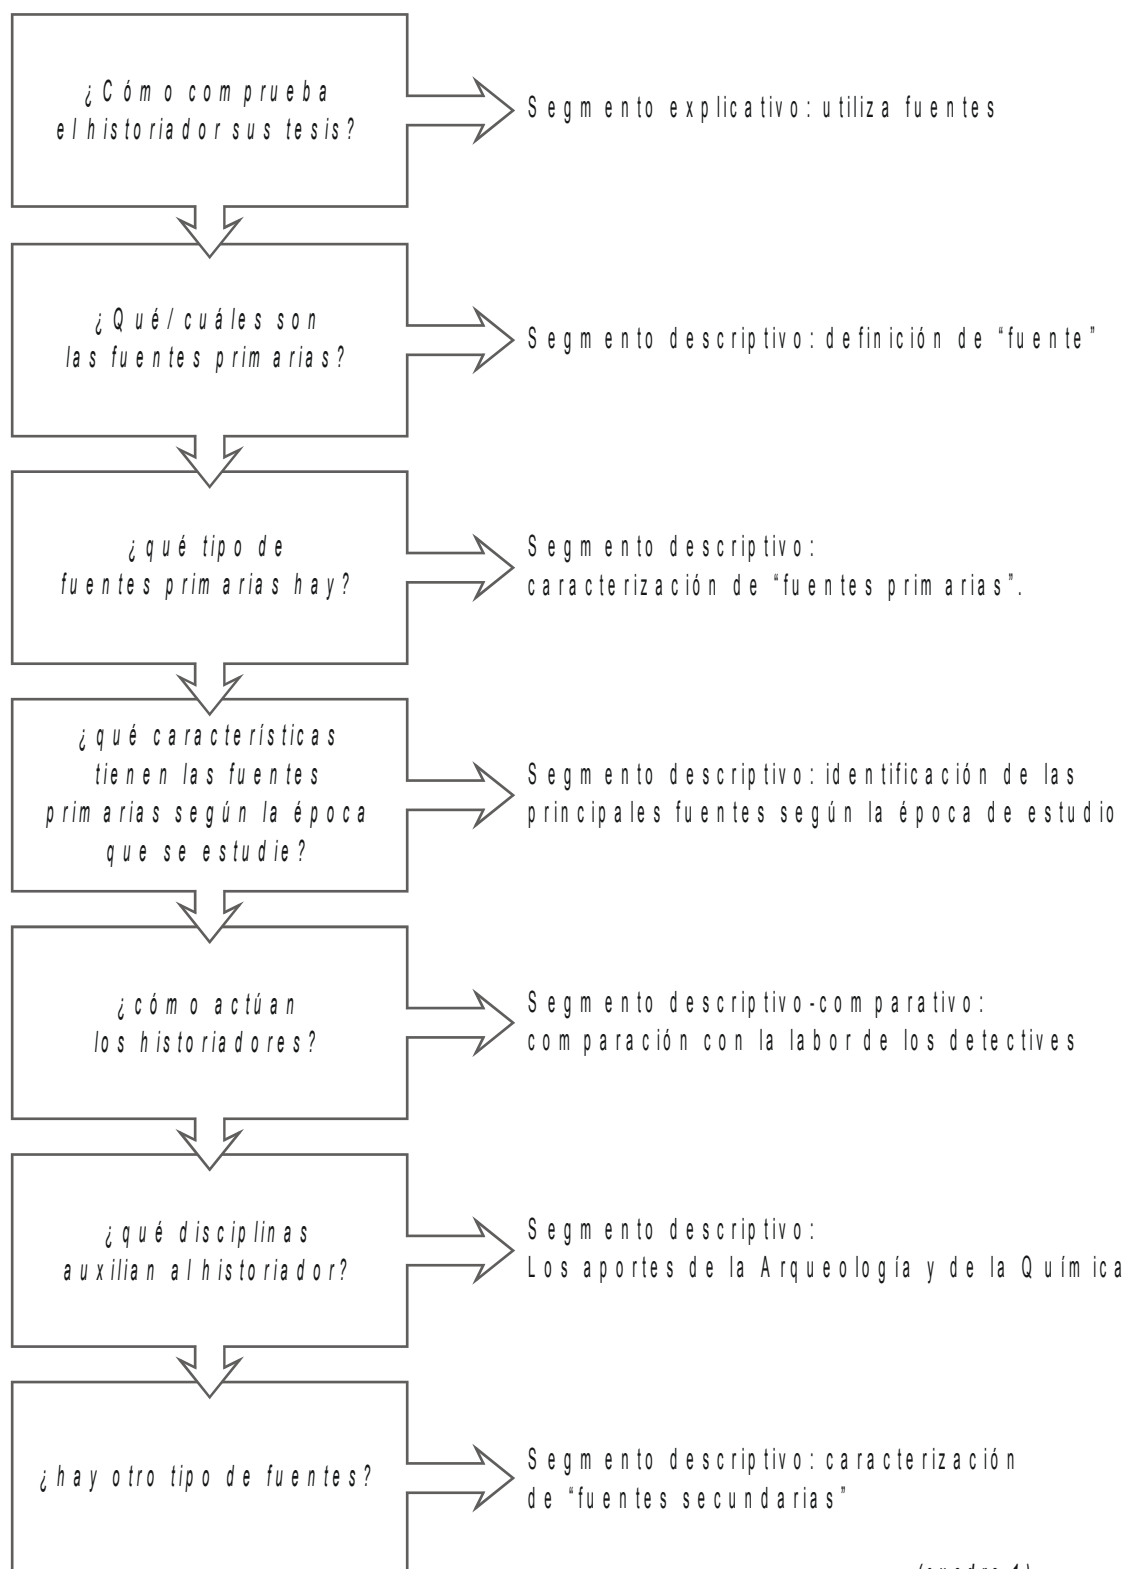 ¿Cómo comprueba
el historiador sus tesis?
Segmento explicativo: utiliza fuentes
¿Qué/cuáles son
las fuentes primarias?
Segmento descriptivo: definición de “fuente”
¿qué tipo de
fuentes primarias hay?
Segmento descriptivo:
caracterización de “fuentes primarias”.
¿qué características
tienen las fuentes
primarias según la época
que se estudie?
Segmento descriptivo: identificación de las
principales fuentes según la época de estudio
¿cómo actúan
los historiadores?
Segmento descriptivo-comparativo:
comparación con la labor de los detectives
¿qué disciplinas
auxilian al historiador?
Segmento descriptivo:
Los aportes de la Arqueología y de la Química
¿hay otro tipo de fuentes?
Segmento descriptivo: caracterización
de “fuentes secundarias”